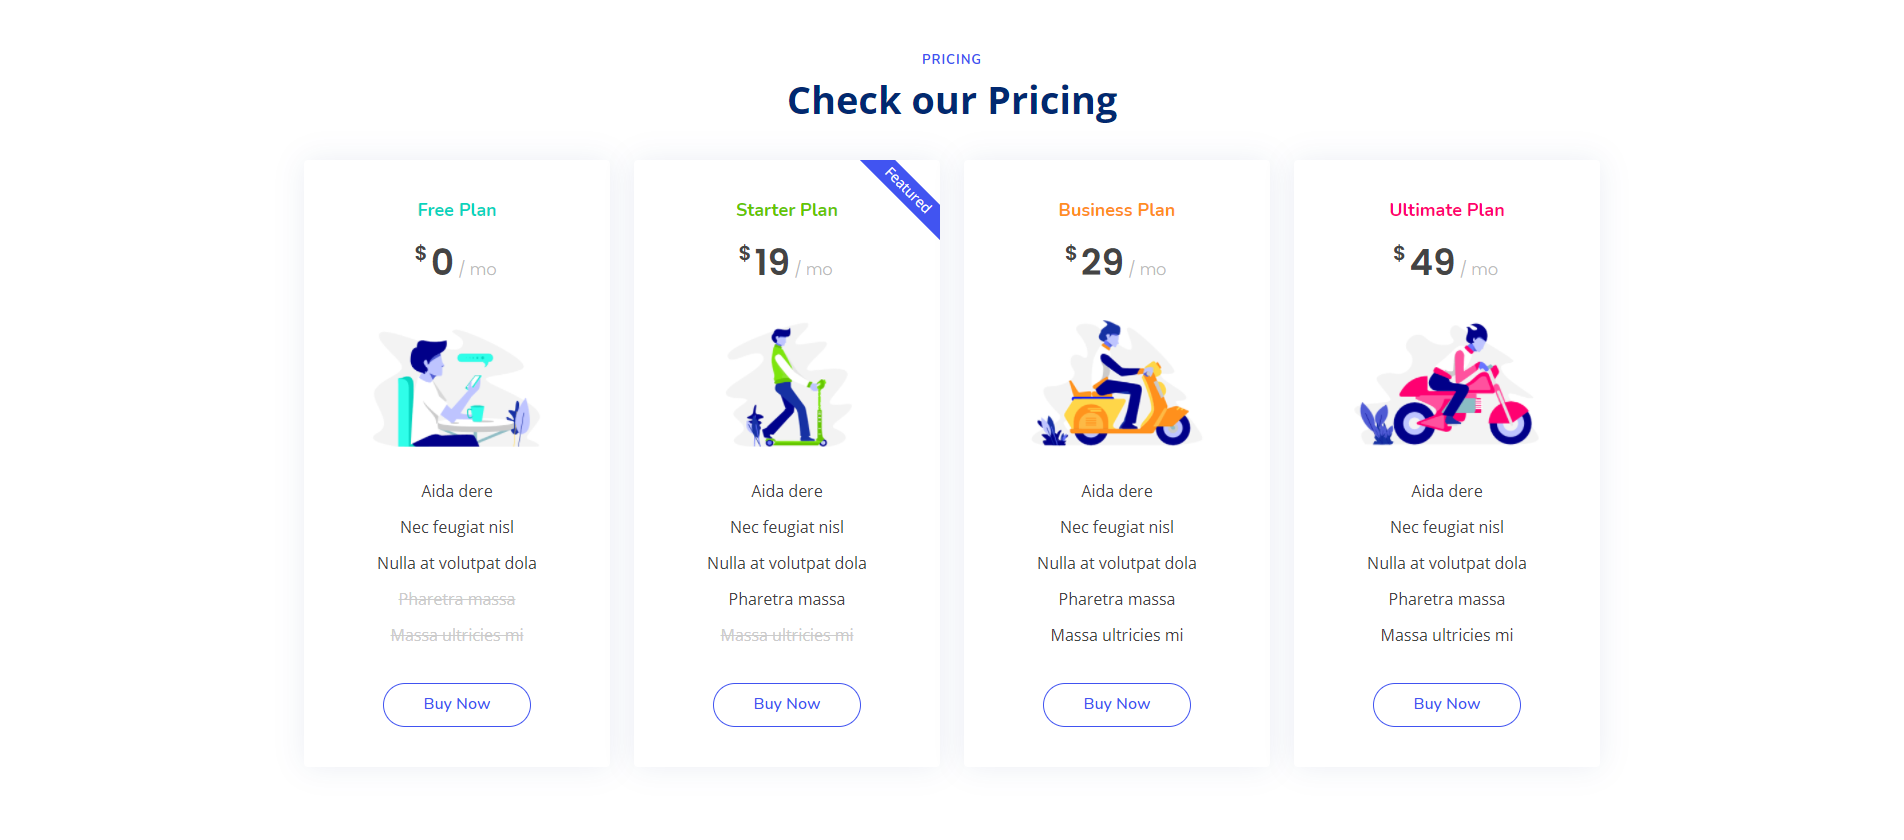 PRICING
Check our Pricing
Free Plan
$0 / mo
Aida dere
Nec feugiat nisl
Nulla at volutpat dola
Pharetra massa
Massa ultricies mi
Buy Now
Featured
Starter Plan
$19 / mo
Aida dere
Nec feugiat nisl
Nulla at volutpat dola
Pharetra massa
Massa ultricies mi
Buy Now
Business Plan
$29 / mo
Aida dere
Nec feugiat nisl
Nulla at volutpat dola
Pharetra massa
Massa ultricies mi
Buy Now
Ultimate Plan
$49 / mo
Aida dere
Nec feugiat nisl
Nulla at volutpat dola
Pharetra massa
Massa ultricies mi
Buy Now